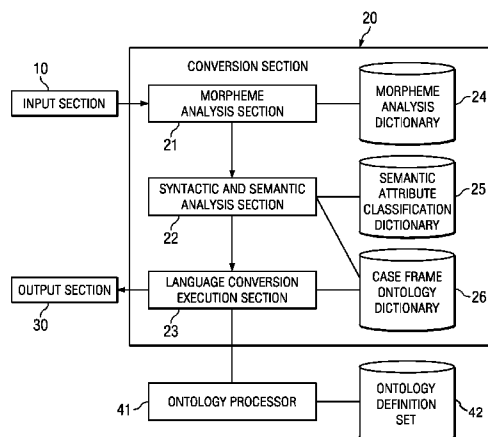 20
CONVERSION SECTION
10
INPUT SECTION
MORPHEME
ANALYSIS SECTION
21
MORPHEME
ANALYSIS
DICTIONARY
24
SYNTACTIC AND SEMANTIC
ANALYSIS SECTION
22
SEMANTIC
ATTRIBUTE
CLASSIFICATION
DICTIONARY
25
OUTPUT SECTION
30
LANGUAGE CONVERSION
EXECUTION SECTION
23
CASE FRAME
ONTOLOGY
DICTIONARY
26
41
ONTOLOGY PROCESSOR
ONTOLOGY
DEFINITION
SET
42